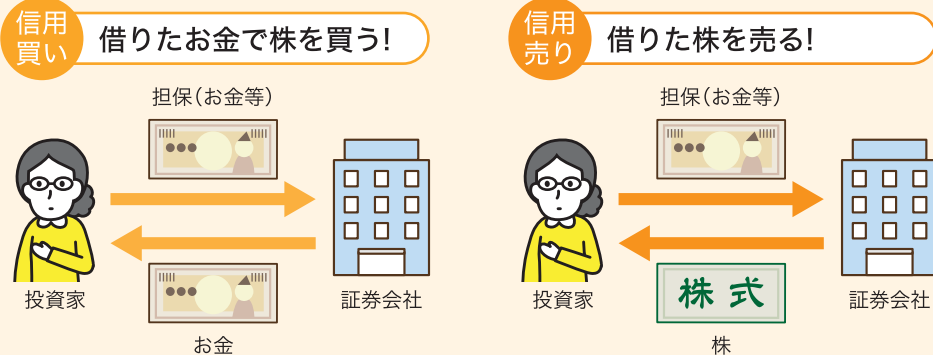 信用
買い
借りたお金で株を買う!
担保(お金等)
投資家
証券会社
お金
信用
売り
借りた株を売る!
担保(お金等)
株式
投資家
証券会社
株